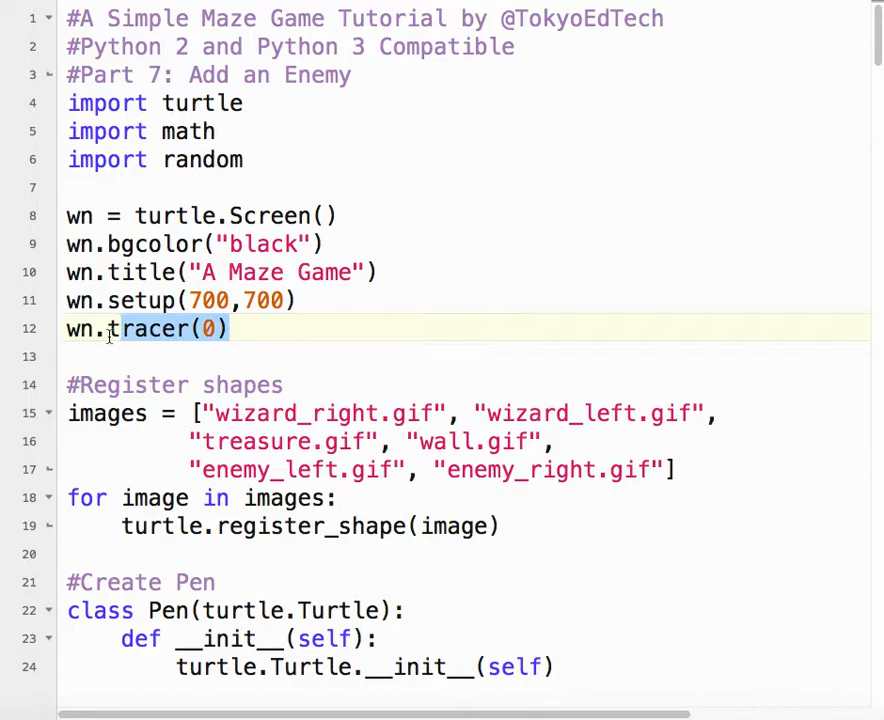 1 #A Simple Maze Game Tutorial by @TokyoEdTech
2 #Python 2 and Python 3 Compatible
3 #Part 7: Add an Enemy
4 import turtle
5 import math
6 import random
7
8 wn = turtle.Screen()
9 wn.bgcolor("black")
10 wn.title("A Maze Game")
11 wn.setup(700,700)
12 wn.tracer(0)
13
14 #Register shapes
15 images = ["wizard_right.gif", "wizard_left.gif",
16 "treasure.gif", "wall.gif",
17 "enemy_left.gif", "enemy_right.gif"]
18 for image in images:
19 turtle.register_shape(image)
20
21 #Create Pen
22 class Pen(turtle.Turtle):
23 def __init__(self):
24 turtle.Turtle.__init__(self)